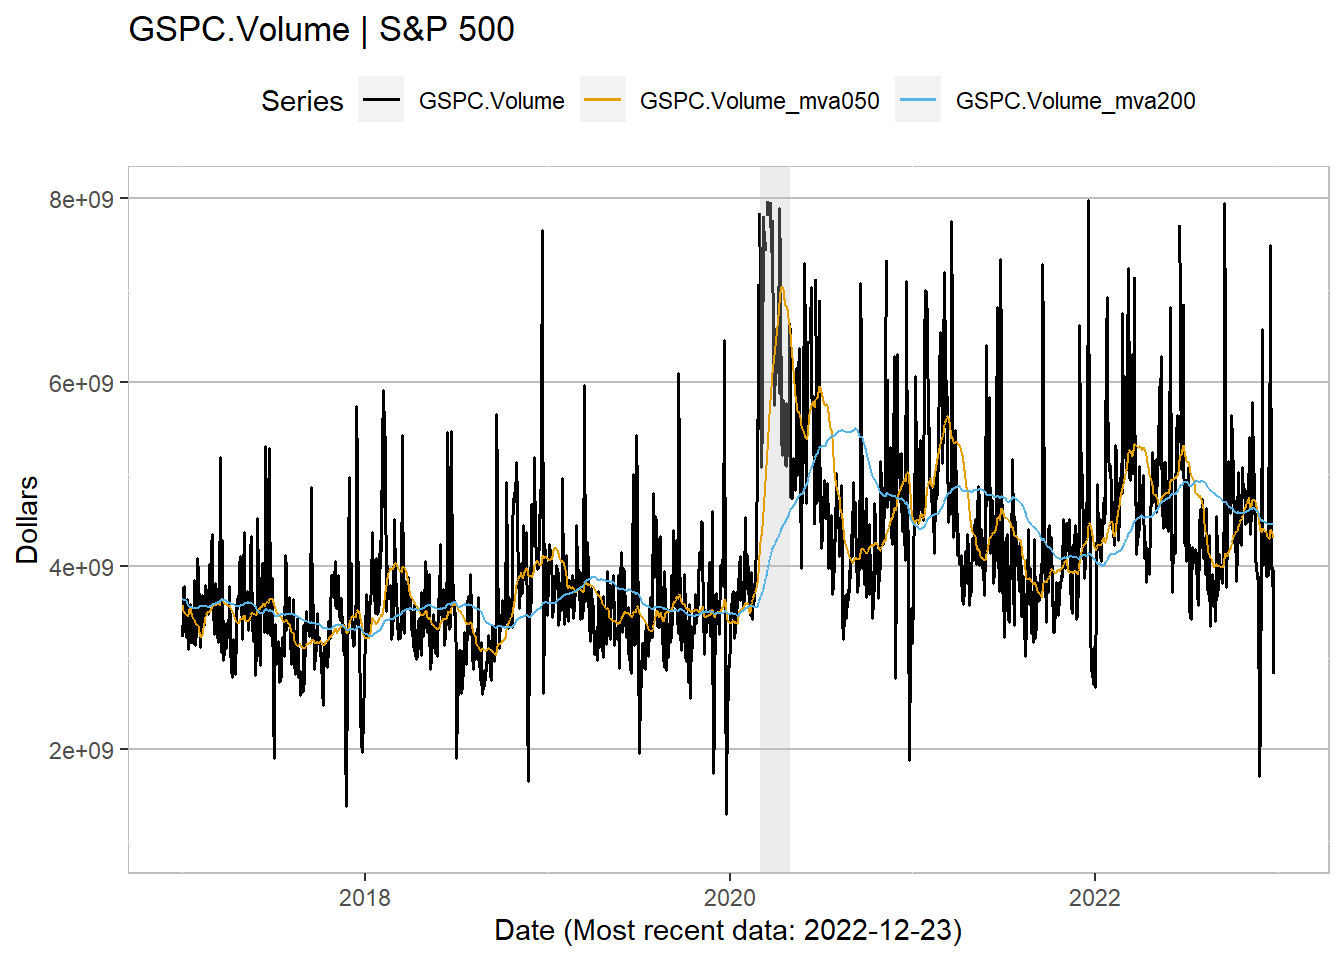 GSPC.Volume | S&P 500
Series GSPC.Volume GSPC.Volume_mva050 GSPC.Volume_mva200
8e+09
6e+09
4e+09
2e+09
Dollars
2018 2020 2022
Date (Most recent data: 2022-12-23)